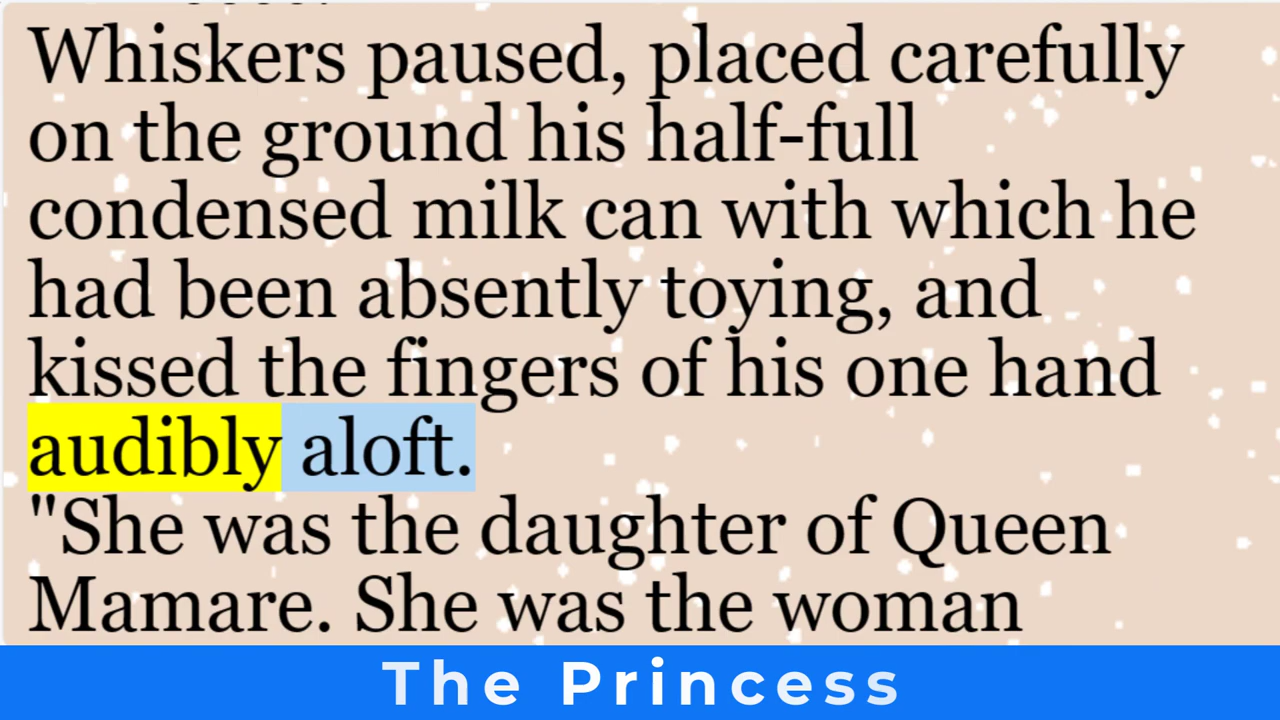 Whiskers paused, placed carefully
on the ground his half-full
condensed milk can with which he
had been absently toying, and
kissed the fingers of his one hand
audibly aloft.
"She was the daughter of Queen
Mamare. She was the woman
The Princess